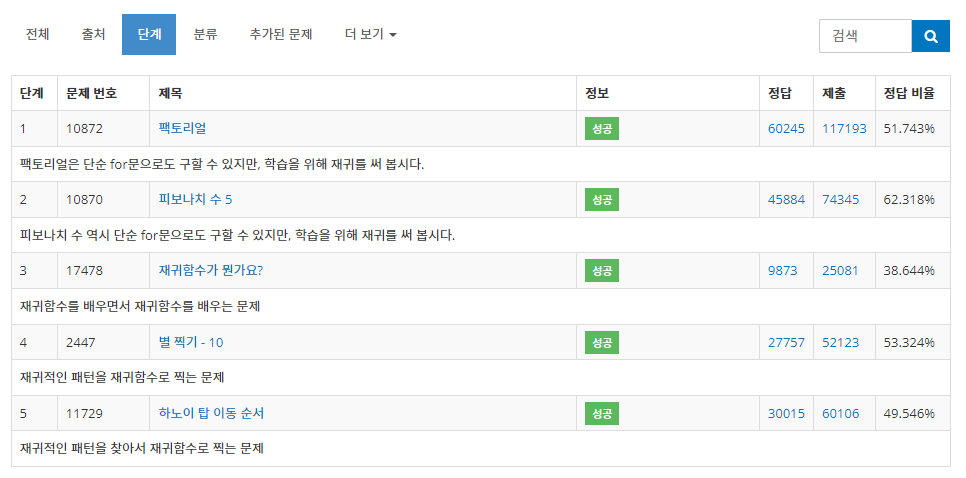 전체 출처 단계 분류 추가된 문제 더 보기 검색
단계 문제 번호 제목 정보 정답 제출 정답 비율
1 10872 팩토리얼 성공 60245 117193 51.743%
팩토리얼은 단순 for문으로도 구할 수 있지만, 학습을 위해 재귀를 써 봅시다.
2 10870 피보나치 수 5 성공 45884 74345 62.318%
피보나치 수 역시 단순 for문으로도 구할 수 있지만, 학습을 위해 재귀를 써 봅시다.
3 17478 재귀함수가 뭔가요? 성공 9873 25081 38.644%
재귀함수를 배우면서 재귀함수를 배우는 문제
4 2447 별 찍기 - 10 성공 27757 52123 53.324%
재귀적인 패턴을 재귀함수로 찍는 문제
5 11729 하노이 탑 이동 순서 성공 30015 60106 49.546%
재귀적인 패턴을 찾아서 재귀함수로 찍는 문제